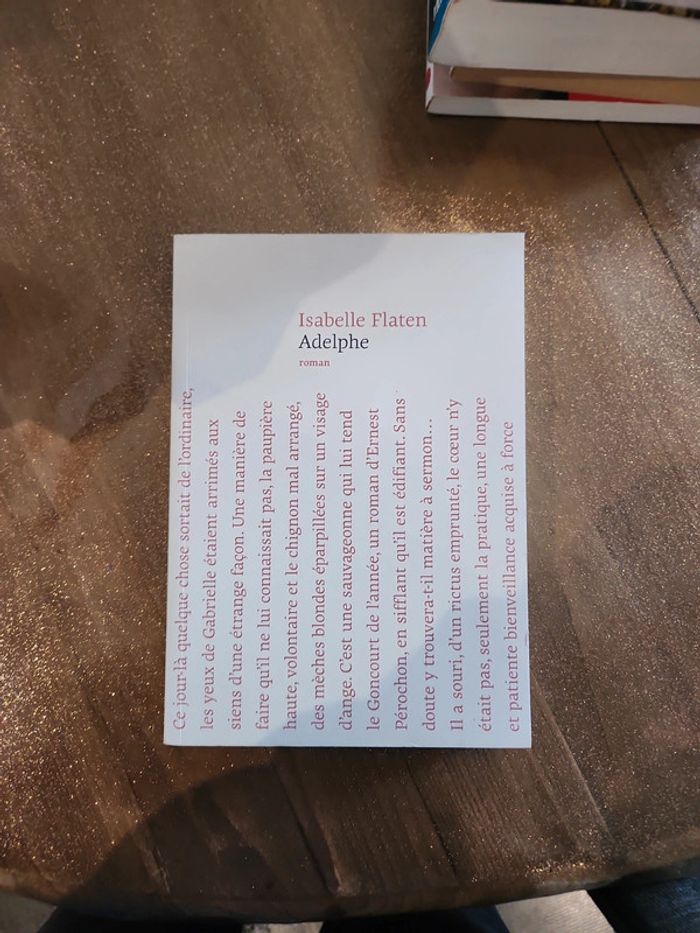 Isabelle Flaten
Adelphe
roman
Ce jour-là quelque chose sortait de l'ordinaire,
les yeux de Gabrielle étaient arrimés aux
siens d'une étrange façon. Une manière de
faire qu'il ne lui connaissait pas, la paupière
haute, volontaire et le chignon mal arrangé,
des mèches blondes éparpillées sur un visage
d'ange. C'est une sauvageonne qui lui tend
le Goncourt de l'année, un roman d'Ernest
Pérochon, en sifflant qu'il est édifiant. Sans
doute y trouvera-t-il matière à sermon…
Il a souri, d'un rictus emprunté, le cœur n'y
était pas, seulement la pratique, une longue
et patiente bienveillance acquise à force